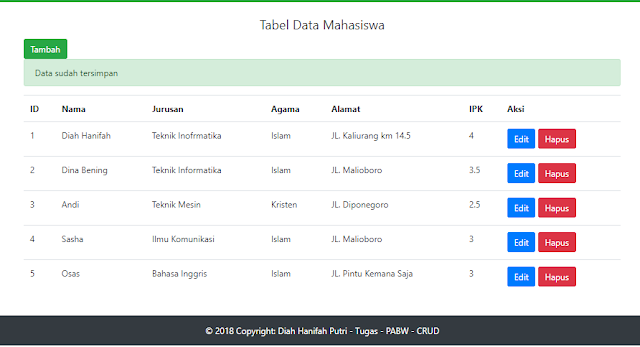 Tabel Data Mahasiswa
Tambah
Data sudah tersimpan
ID Nama Jurusan Agama Alamat IPK Aksi
1 Diah Hanifah Teknik Inofrmatika Islam JL. Kaliurang km 14.5 4 Edit Hapus
2 Dina Bening Teknik Informatika Islam JL. Malioboro 3.5 Edit Hapus
3 Andi Teknik Mesin Kristen JL. Diponegoro 2.5 Edit Hapus
4 Sasha Ilmu Komunikasi Islam JL. Malioboro 3 Edit Hapus
5 Osas Bahasa Inggris Islam JL. Pintu Kemana Saja 3 Edit Hapus
© 2018 Copyright: Diah Hanifah Putri - Tugas - PABW - CRUD